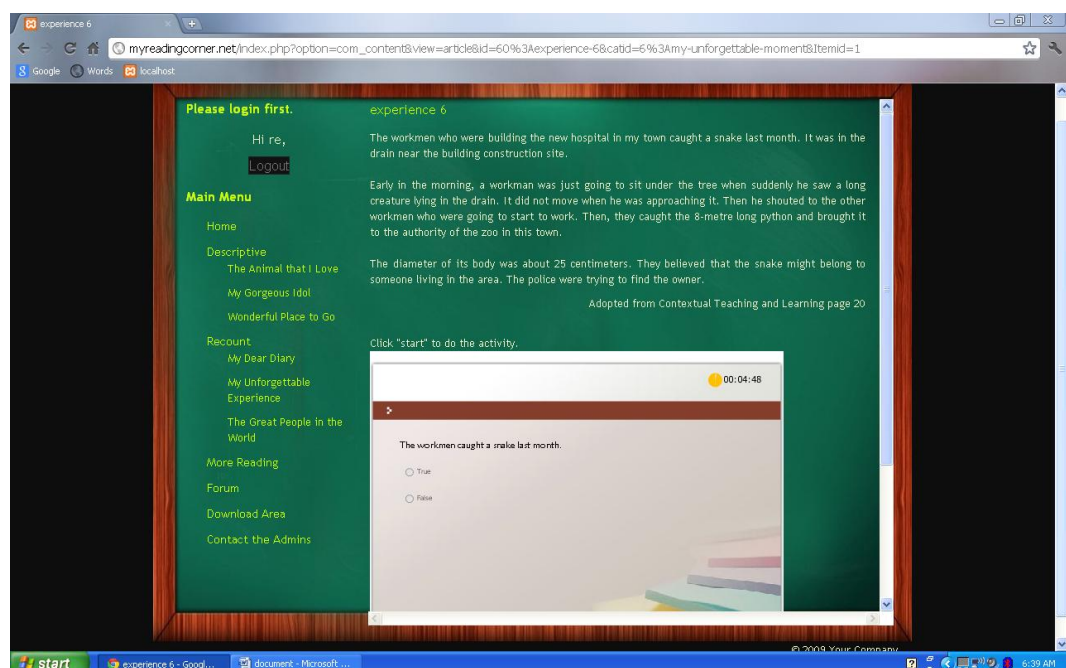 experience 6
myreadingcorner.net/index.php?option=com_content&view=article&id=60%3Aexperience-6&catid=6%3Amy-unforgettable-moment&Itemid=1
Google Words localhost
Please login first.
Hi re,
Logout
Main Menu
Home
Descriptive
The Animal that I Love
My Gorgeous Idol
Wonderful Place to Go
Recount
My Dear Diary
My Unforgettable
Experience
The Great People in the
World
More Reading
Forum
Download Area
Contact the Admins
experience 6
The workmen who were building the new hospital in my town caught a snake last month. It was in the
drain near the building construction site.
Early in the morning, a workman was just going to sit under the tree when suddenly he saw a long
creature lying in the drain. It did not move when he was approaching it. Then he shouted to the other
workmen who were going to start to work. Then, they caught the 8-metre long python and brought it
to the authority of the zoo in this town.
The diameter of its body was about 25 centimeters. They believed that the snake might belong to
someone living in the area. The police were trying to find the owner.
Adopted from Contextual Teaching and Learning page 20
Click "start" to do the activity.
00:04:48
The workmen caught a snake last month.
True
False
© 2009 Your Company
start
experience 6 - Googl...
document - Microsoft ...
6:39 AM